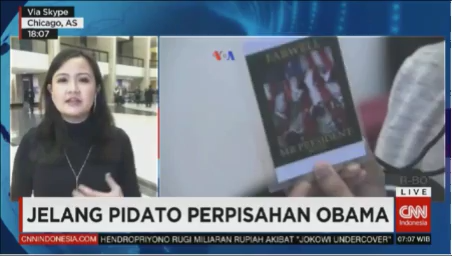 Via Skype
Chicago, AS
18:07
VOA
FAREWELL
MR PRESIDENT
LIVE
JELANG PIDATO PERPISAHAN OBAMA
CNN
Indonesia
CNNINDONESIA.COM
HENDROPRIYONO RUGI MILIARAN RUPIAH AKIBAT "JOKOWI UNDERCOVER"
07:07 WIB